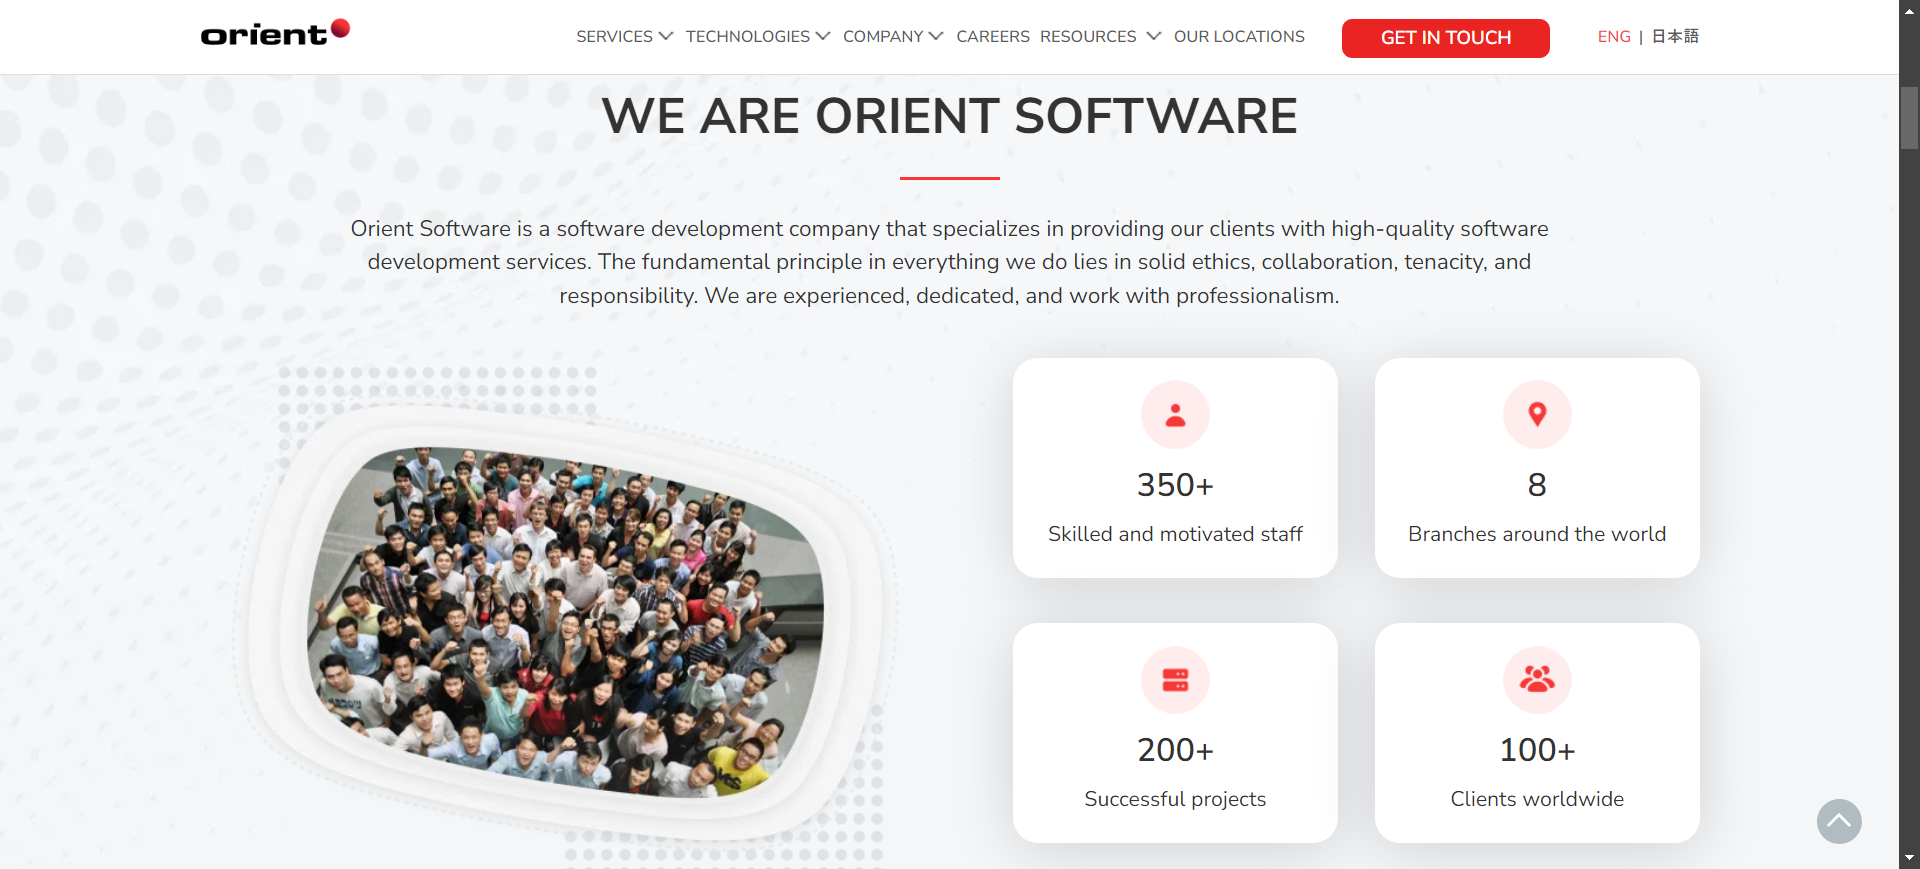 orient
SERVICES
TECHNOLOGIES
COMPANY
CAREERS
RESOURCES
OUR LOCATIONS
GET IN TOUCH
ENG | 日本語
WE ARE ORIENT SOFTWARE
Orient Software is a software development company that specializes in providing our clients with high-quality software
development services. The fundamental principle in everything we do lies in solid ethics, collaboration, tenacity, and
responsibility. We are experienced, dedicated, and work with professionalism.
350+
Skilled and motivated staff
8
Branches around the world
200+
Successful projects
100+
Clients worldwide